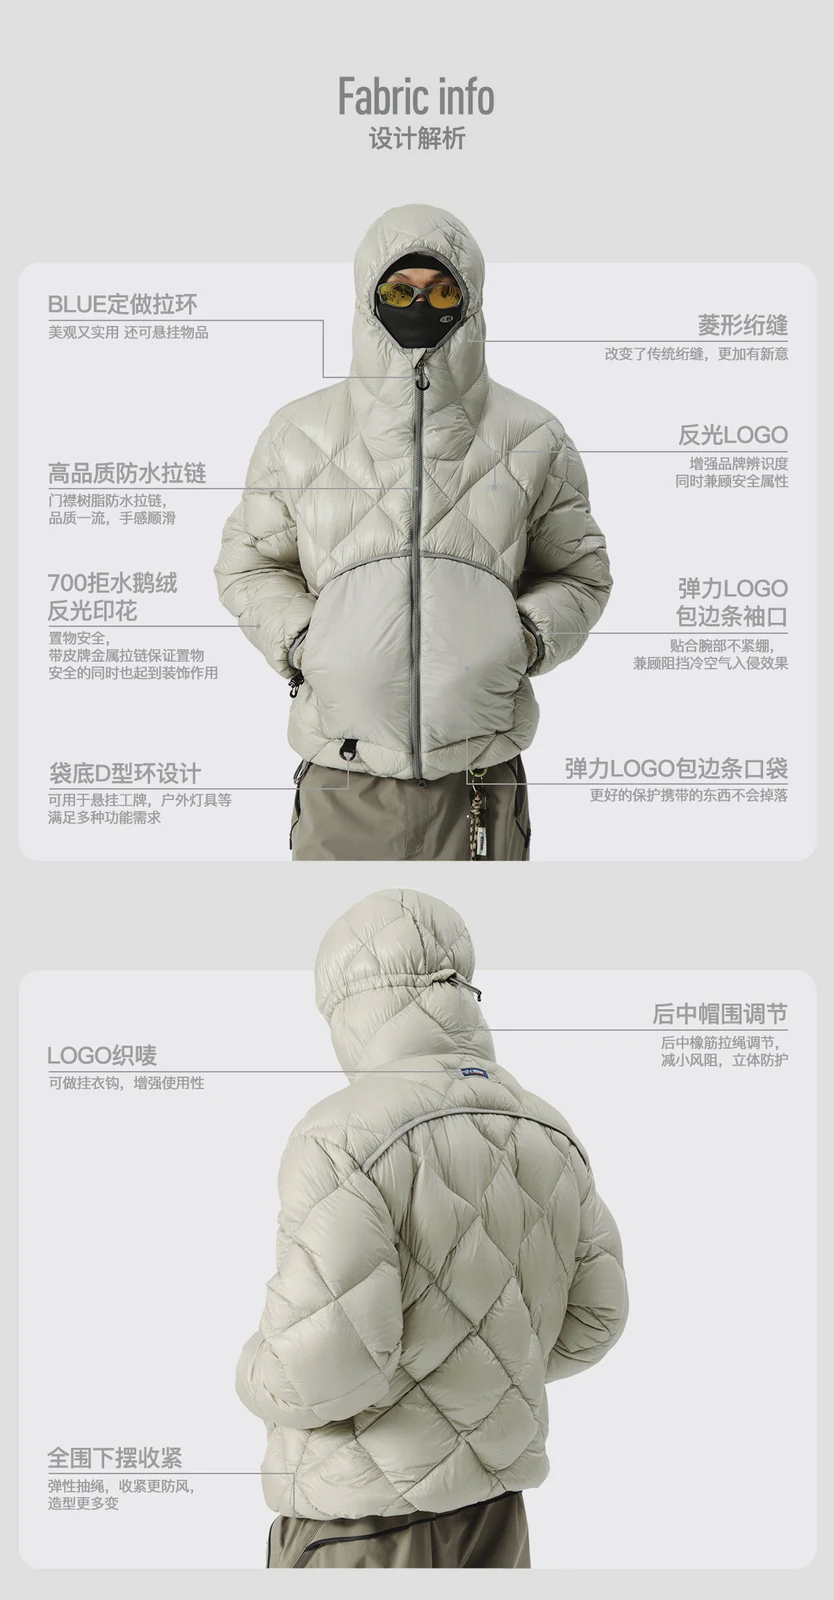 Fabric info
设计解析
BLUE定做拉环
美观又实用 还可悬挂物品
菱形绗缝
改变了传统绗缝，更加有新意
反光LOGO
增强品牌辨识度
同时兼顾安全属性
高品质防水拉链
门襟树脂防水拉链，
品质一流，手感顺滑
700拒水鹅绒
反光印花
置物安全，
带皮牌金属拉链保证置物
安全的同时也起到装饰作用
弹力LOGO
包边条袖口
贴合腕部不紧绷，
兼顾阻挡冷空气入侵效果
袋底D型环设计
可用于悬挂工牌，户外灯具等
满足多种功能需求
弹力LOGO包边条口袋
更好的保护携带的东西不会掉落
后中帽围调节
后中橡筋拉绳调节，
减小风阻，立体防护
LOGO织唛
可做挂衣钩，增强使用性
全围下摆收紧
弹性抽绳，收紧更防风，
造型更多变